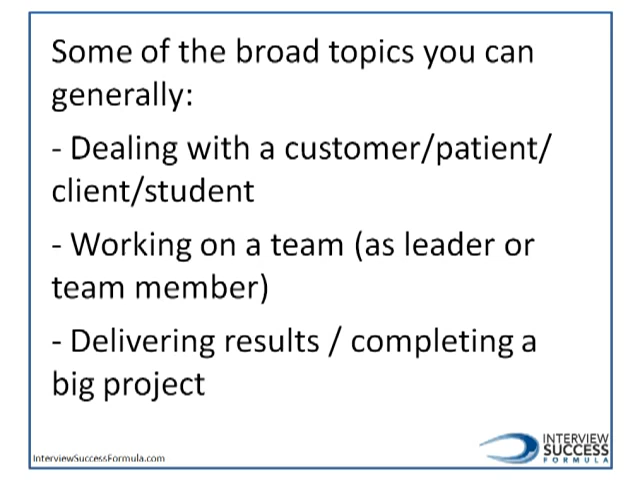 Some of the broad topics you can
generally:
- Dealing with a customer/patient/
client/student
- Working on a team (as leader or
team member)
- Delivering results / completing a
big project
InterviewSuccessFormula.com
INTERVIEW
SUCCESS
FORMULA